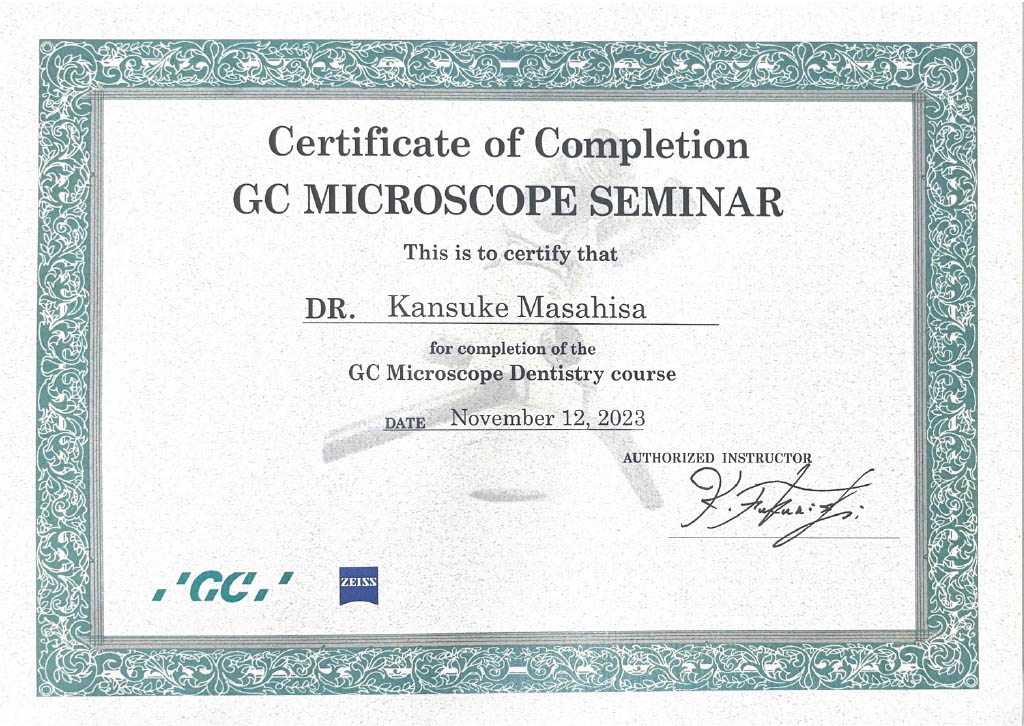 Certificate of Completion
GC MICROSCOPE SEMINAR
This is to certify that
DR. Kansuke Masahisa
for completion of the
GC Microscope Dentistry course
DATE November 12, 2023
AUTHORIZED INSTRUCTOR
GC
ZEISS